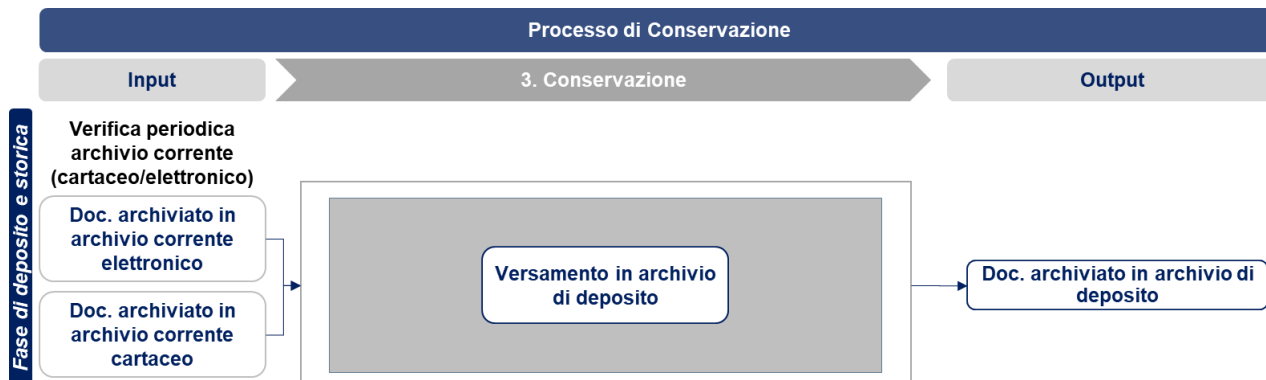 Processo di Conservazione
Input
3. Conservazione
Output
Fase di deposito e storica
Verifica periodica
archivio corrente
(cartaceo/elettronico)
Doc. archiviato in
archivio corrente
elettronico
Doc. archiviato in
archivio corrente
cartaceo
Versamento in archivio
di deposito
Doc. archiviato in archivio di
deposito